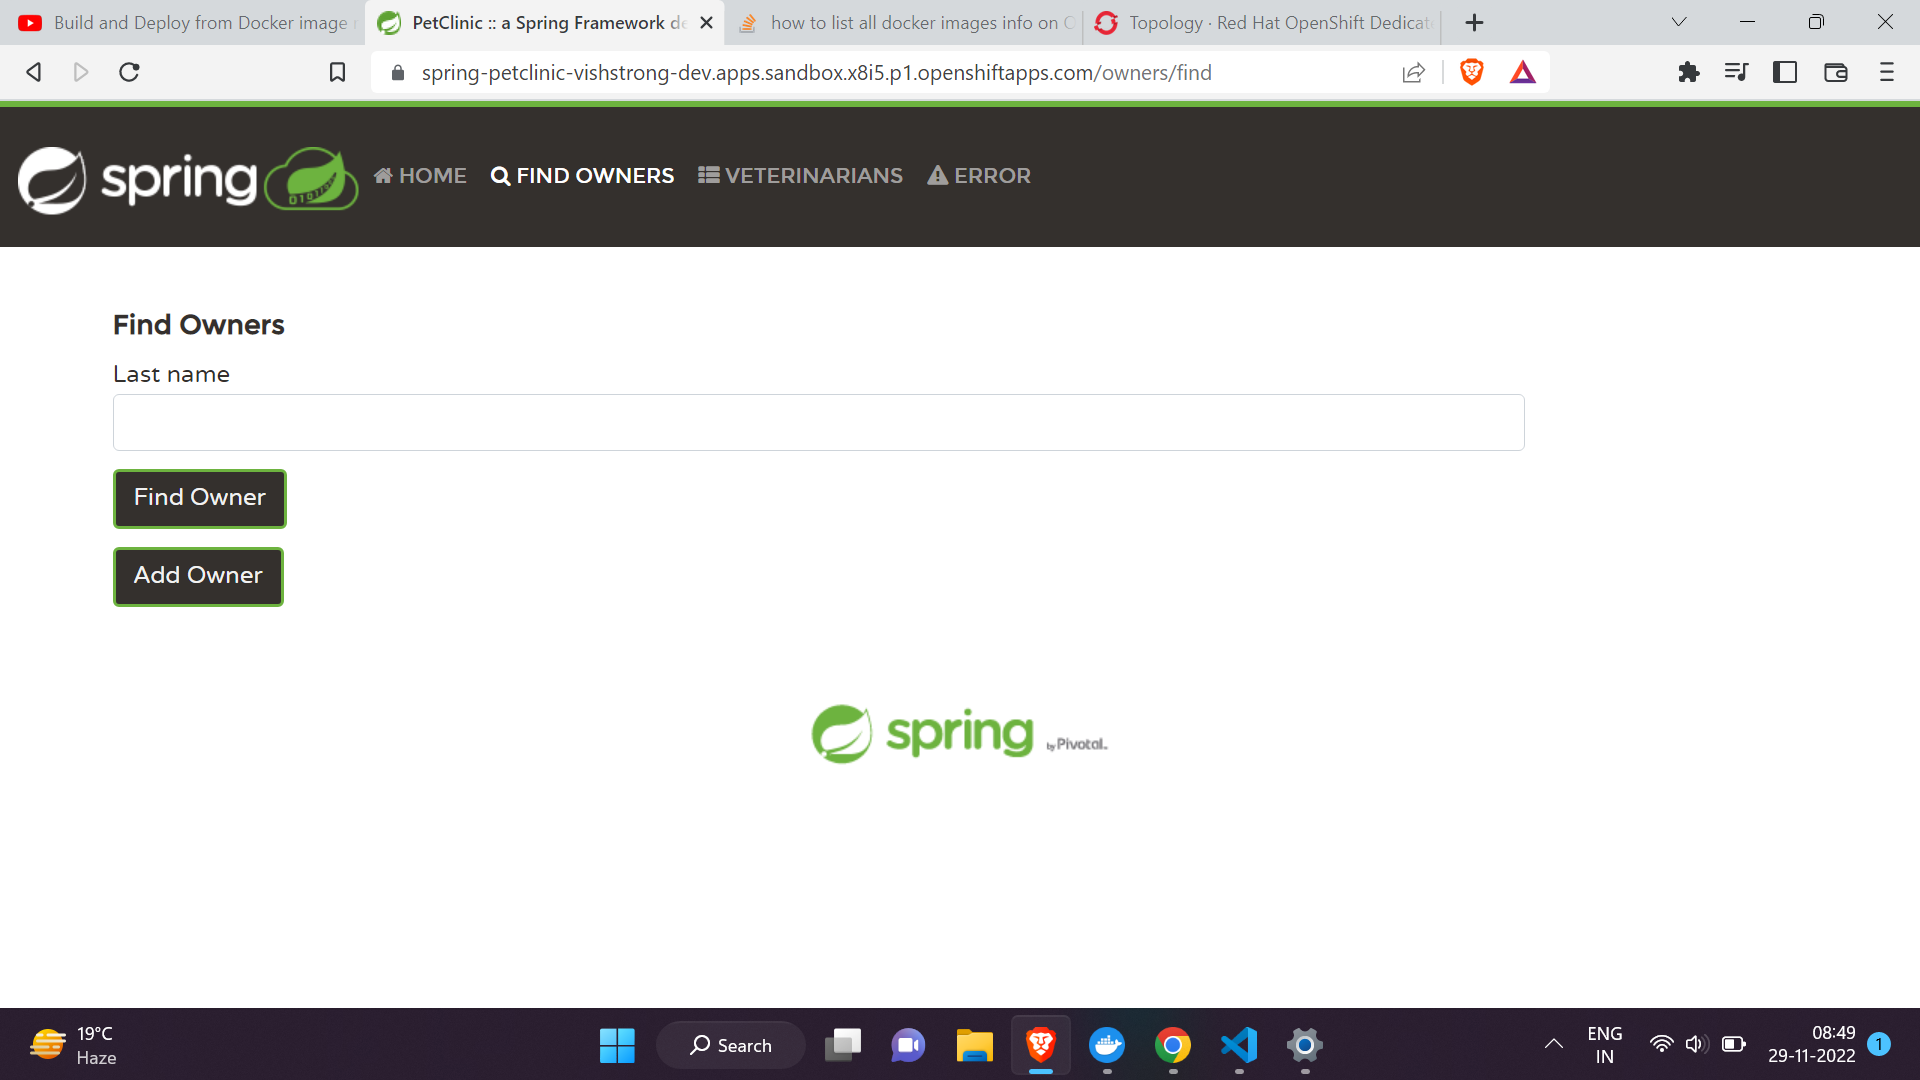 Build and Deploy from Docker image
PetClinic :: a Spring Framework de
how to list all docker images info on O
Topology · Red Hat OpenShift Dedicate
spring-petclinic-vishstrong-dev.apps.sandbox.x8i5.p1.openshiftapps.com/owners/find
spring
HOME
FIND OWNERS
VETERINARIANS
ERROR
Find Owners
Last name
Find Owner
Add Owner
spring by Pivotal
19°C
Haze
Search
ENG
IN
08:49
29-11-2022
1